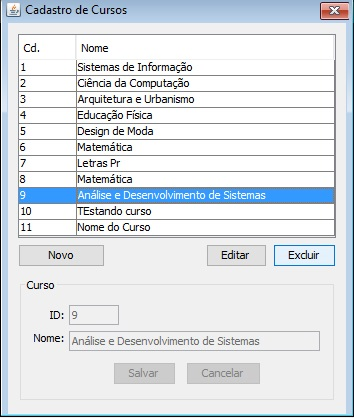 Cadastro de Cursos
Cd. Nome
1 Sistemas de Informação
2 Ciência da Computação
3 Arquitetura e Urbanismo
4 Educação Física
5 Design de Moda
6 Matemática
7 Letras Pr
8 Matemática
9 Análise e Desenvolvimento de Sistemas
10 TEstando curso
11 Nome do Curso
Novo Editar Excluir
Curso
ID: 9
Nome: Análise e Desenvolvimento de Sistemas
Salvar Cancelar